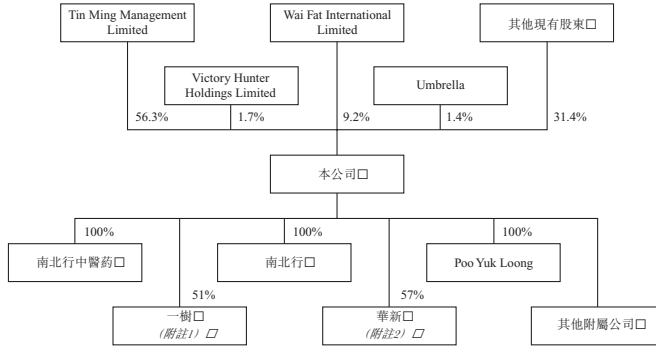 Tin Ming Management
Limited
Wai Fat International
Limited
其他現有股東□
Victory Hunter
Holdings Limited
Umbrella
56.3%
1.7%
9.2%
1.4%
31.4%
本公司□
100%
100%
100%
南北行中醫葯□
南北行□
Poo Yuk Loong
51%
57%
一樹□
(附註1) □
華新□
(附註2) □
其他附屬公司□